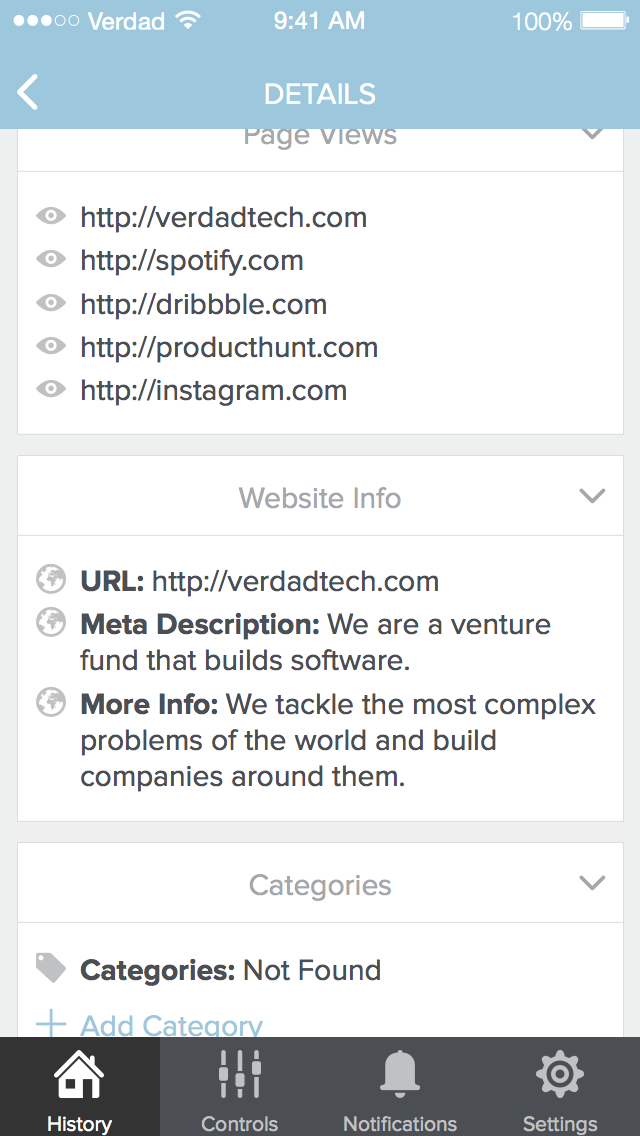 Verdad 9:41 AM 100%
DETAILS
Page Views
http://verdadtech.com
http://spotify.com
http://dribbble.com
http://producthunt.com
http://instagram.com
Website Info
URL: http://verdadtech.com
Meta Description: We are a venture
fund that builds software.
More Info: We tackle the most complex
problems of the world and build
companies around them.
Categories
Categories: Not Found
Add Category
History Controls Notifications Settings